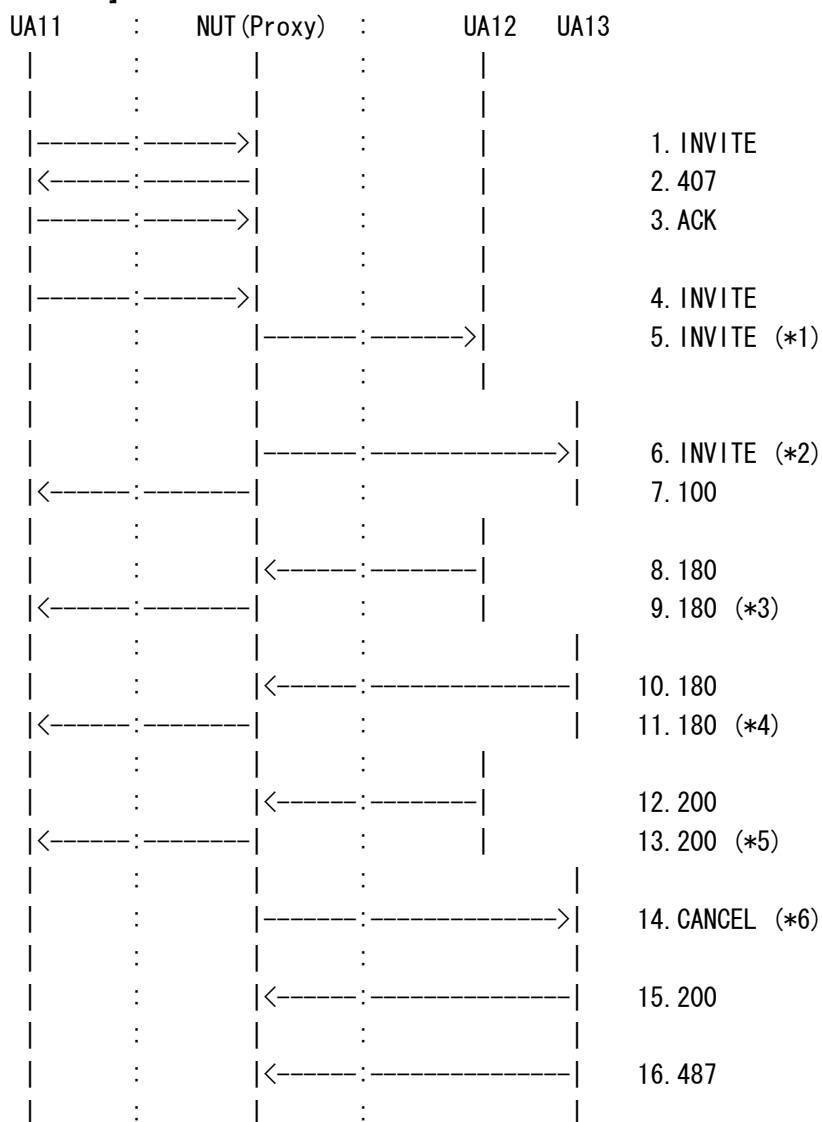 UA11 : NUT(Proxy) : UA12 UA13
| : | : |
| : | : |
|------:------->| : | 1.INVITE
|<------:-------| : | 2.407
|------:------->| : | 3.ACK
| : | : |
|------:------->| : | 4.INVITE
| : |------:------>| 5.INVITE (*1)
| : | : |
| : | : |
| : |------:------------->| 6.INVITE (*2)
|<------:-------| : | 7.100
| : | : |
| : |<-----:-------| 8.180
|<------:-------| : | 9.180 (*3)
| : | : |
| : |<-----:--------------| 10.180
|<------:-------| : | 11.180 (*4)
| : | : |
| : |<-----:-------| 12.200
|<------:-------| : | 13.200 (*5)
| : | : |
| : |------:------------->| 14.CANCEL (*6)
| : | : |
| : |<-----:--------------| 15.200
| : | : |
| : |<-----:--------------| 16.487
| : | : |